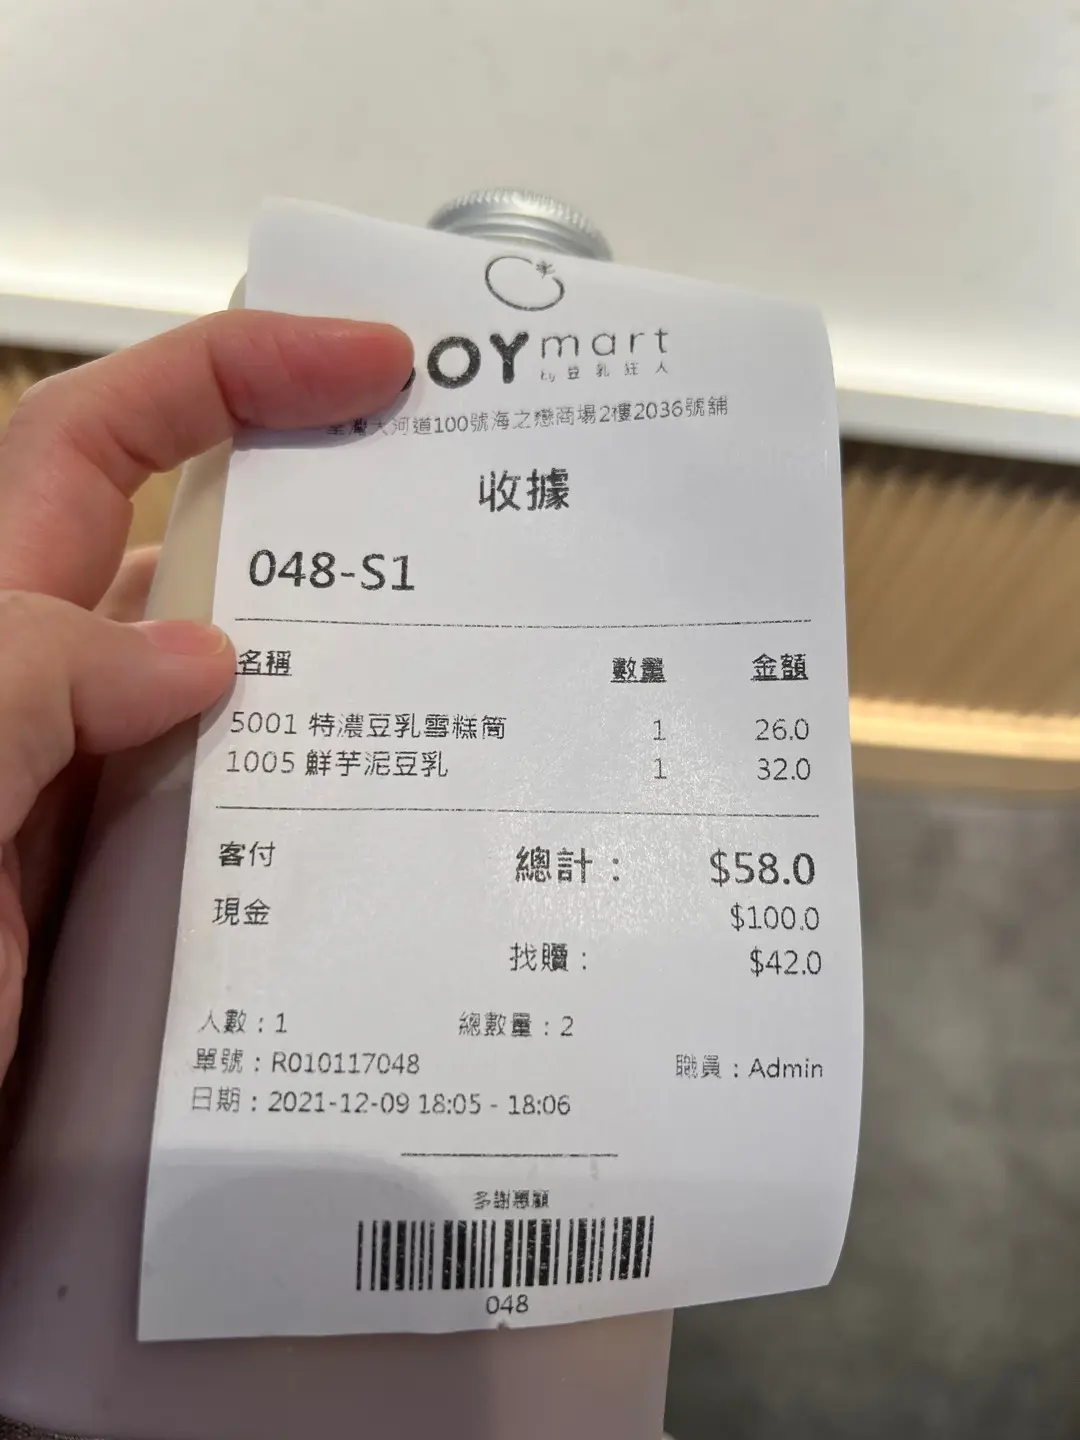 OY mart
by 豆乳狂人
荃灣大河道100號海之戀商場2樓2036號舖
收據
048-S1
名稱 數量 金額
5001 特濃豆乳雪糕筒 1 26.0
1005 鮮芋泥豆乳 1 32.0
客付 總計： $58.0
現金 $100.0
找贖： $42.0
人數：1 總數量：2
單號：R010117048 職員：Admin
日期：2021-12-09 18:05 - 18:06
多謝惠顧
048